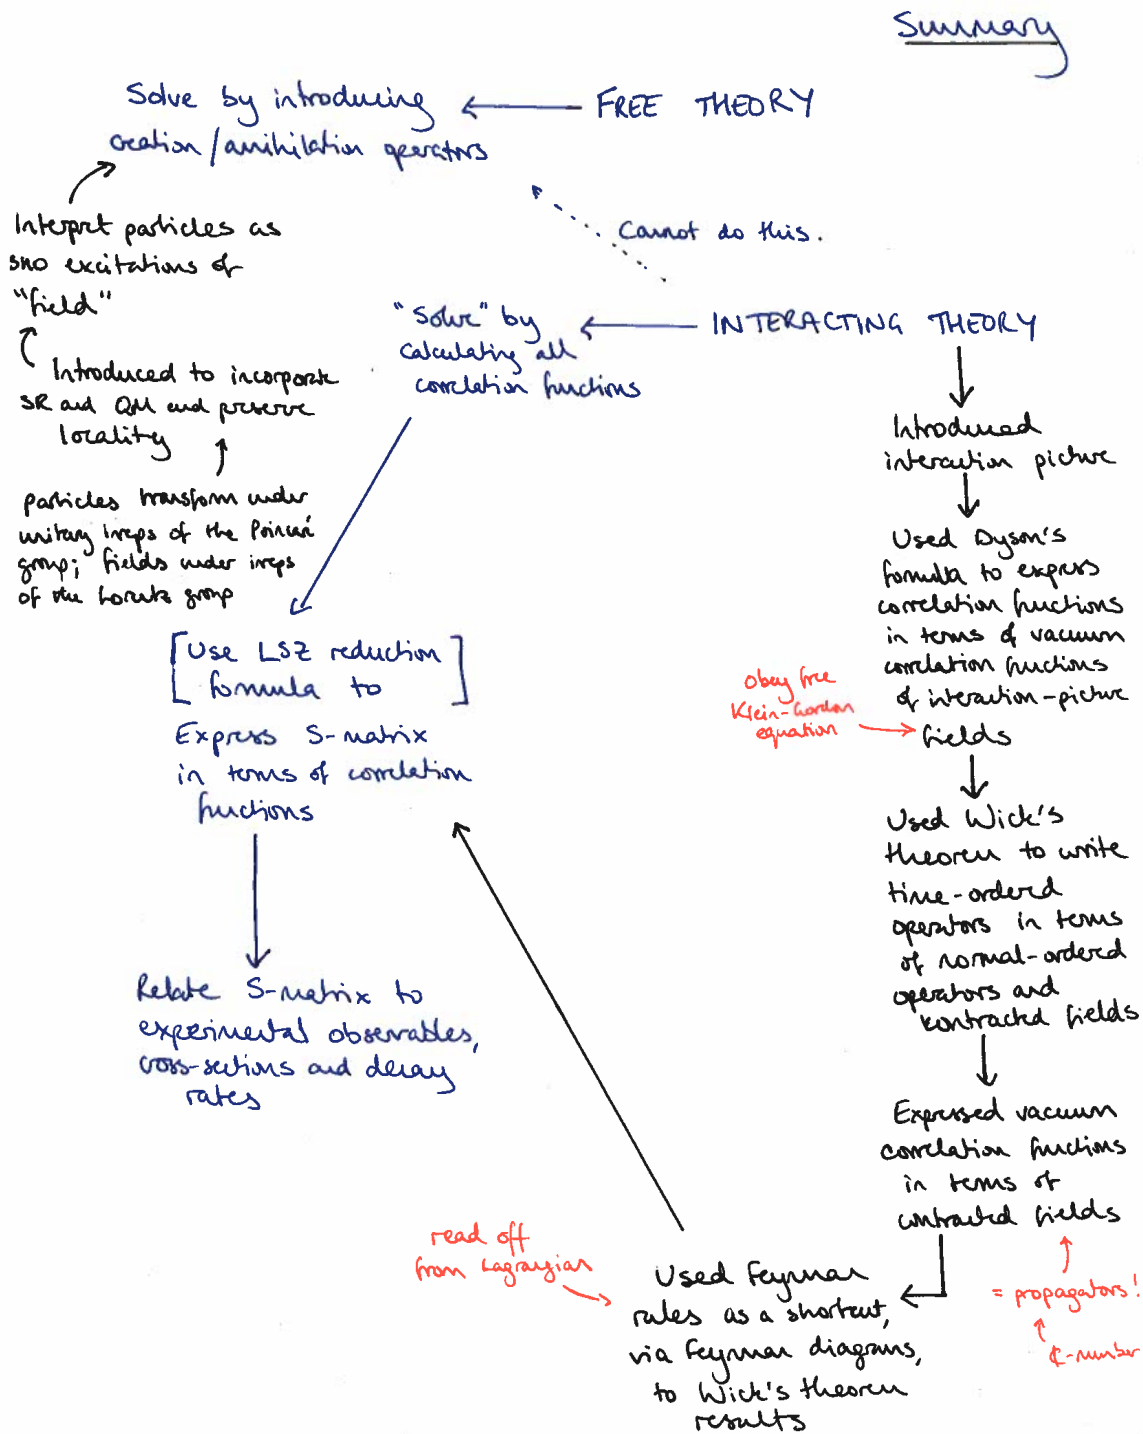 Summary
Solve by introducing
creation/annihilation operators
FREE THEORY
Interpret particles as
SHO excitations of
"field"
Cannot do this.
"Solve" by
calculating all
correlation functions
INTERACTING THEORY
Introduced to incorporate
SR and QM and preserve
locality
particles transform under
unitary irreps of the Poincaré
group; fields under irreps
of the Lorentz group
Introduced
interaction picture
Used Dyson's
formula to express
correlation functions
in terms of vacuum
correlation functions
of interaction-picture
fields
obey free
Klein-Gordon
equation
[Use LSZ reduction
formula to]
Express S-matrix
in terms of correlation
functions
Used Wick's
theorem to write
time-ordered
operators in terms
of normal-ordered
operators and
contracted fields
Relate S-matrix to
experimental observables,
cross-sections and decay
rates
Expressed vacuum
correlation functions
in terms of
contracted fields
= propagators!
ℂ-number
read off
from Lagrangian
Used Feynman
rules as a shortcut,
via Feynman diagrams,
to Wick's theorem
results